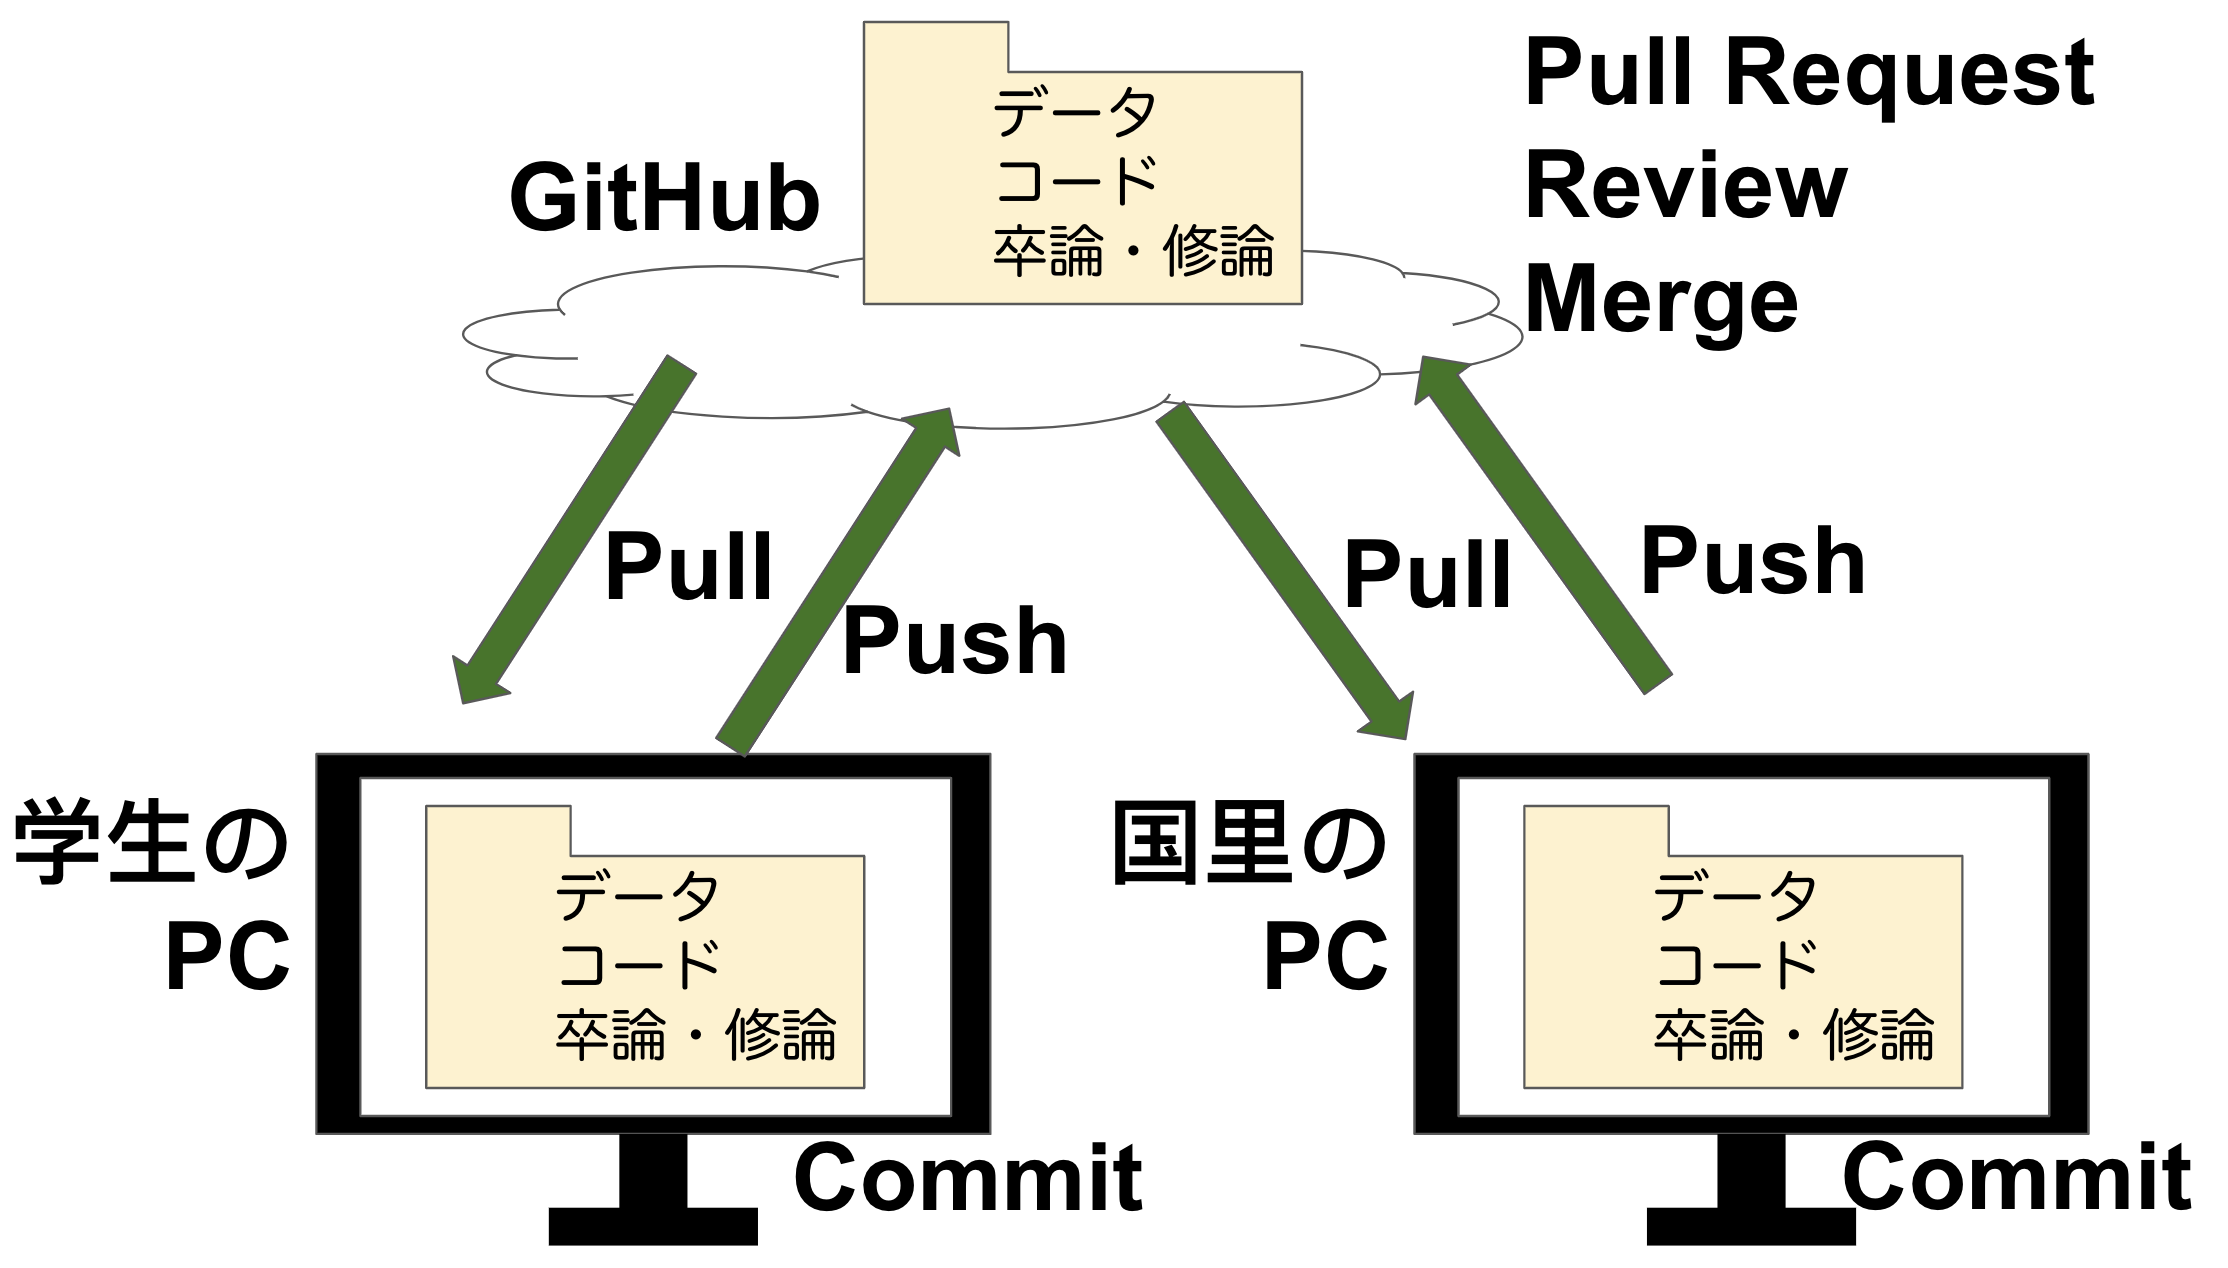 GitHub
データ
コード
卒論・修論
Pull Request
Review
Merge
Pull
Push
Pull
Push
学生の
PC
データ
コード
卒論・修論
Commit
国里の
PC
データ
コード
卒論・修論
Commit